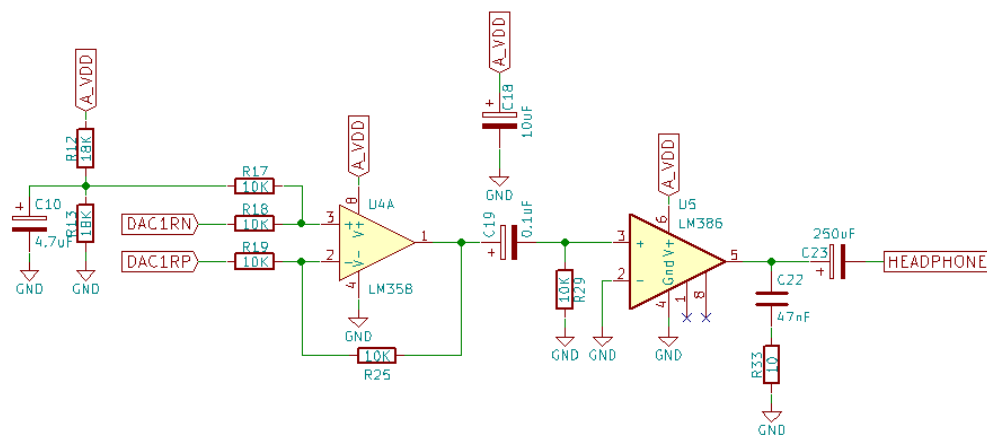 A_VDD
R12
18K
C10
4.7uF
R13
18K
GND
GND
DAC1RN
DAC1RP
R17
10K
R18
10K
R19
10K
A_VDD
U4A
8
3
+
V+
2
-
V-
1
4
LM358
GND
10K
R25
A_VDD
+
C18
10uF
GND
C19
+
0.1uF
10K
R29
GND
GND
A_VDD
U5
LM386
6
3
+
2
-
Gnd
V+
5
4
1
8
GND
250uF
C23
+
HEADPHONE
C22
47nF
R33
10
GND